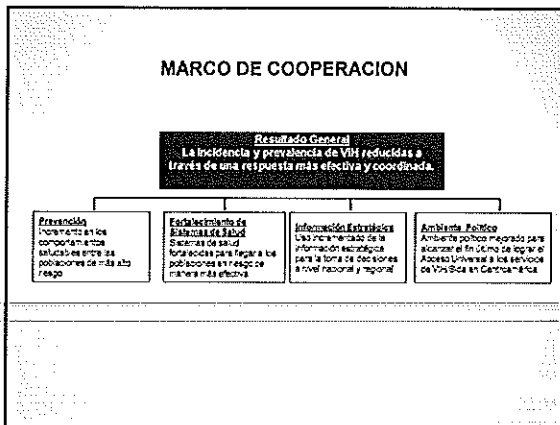 MARCO DE COOPERACION
Resultado General
La incidencia y prevalencia de VIH reducidas a
través de una respuesta más efectiva y coordinada.
Prevención
Incremento en los
comportamientos
saludables entre las
poblaciones de más alto
riesgo
Fortalecimiento de
Sistemas de Salud
Sistemas de salud
fortalecidas para llegar a los
poblaciones en riesgo de
manera más efectiva
Información Estratégica
Uso incrementado de la
información estratégica
para la toma de decisiones
a nivel nacional y regional
Ambiente Político
Ambiente político mejorado para
alcanzar el fin último de lograr el
Acceso Universal a los servicios
de VIH/Sida en Centroamérica